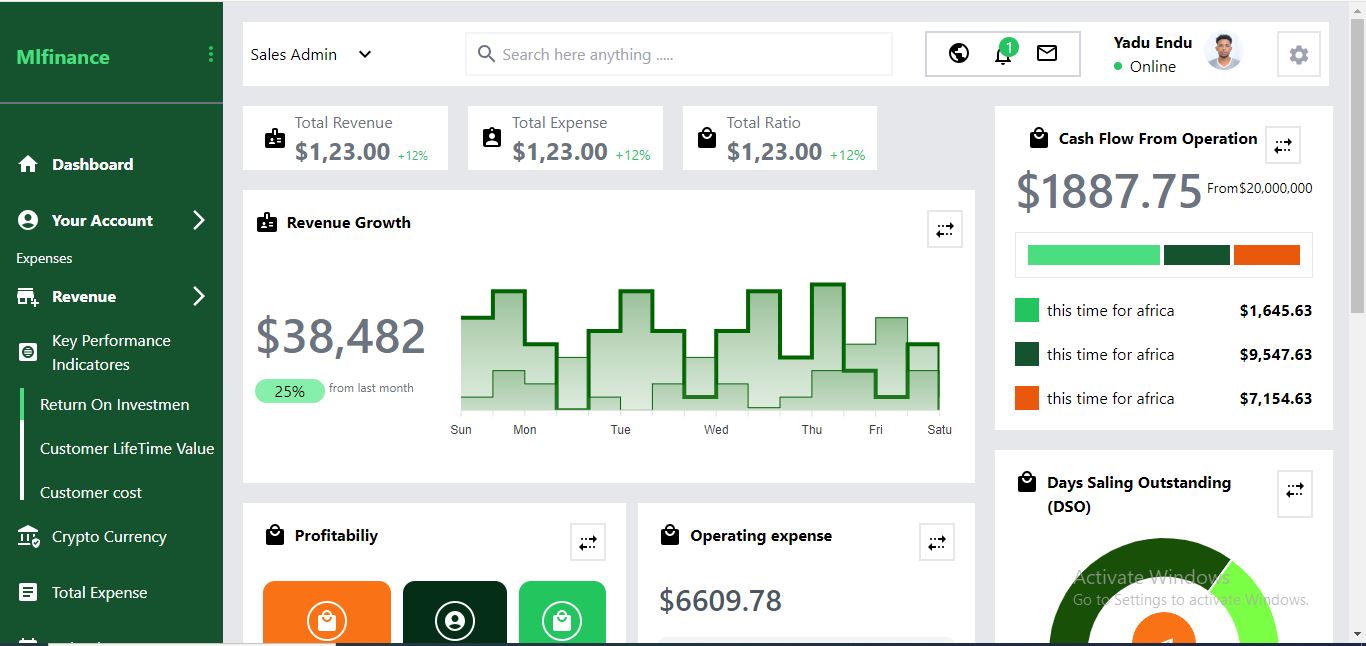 MIfinance
Dashboard
Your Account
Expenses
Revenue
Key Performance
Indicatores
Return On Investmen
Customer LifeTime Value
Customer cost
Crypto Currency
Total Expense
Sales Admin
Search here anything .....
1
Yadu Endu
Online
Total Revenue
$1,23.00 +12%
Total Expense
$1,23.00 +12%
Total Ratio
$1,23.00 +12%
Revenue Growth
$38,482
25% from last month
Sun Mon Tue Wed Thu Fri Satu
Cash Flow From Operation
$1887.75 From$20,000,000
this time for africa $1,645.63
this time for africa $9,547.63
this time for africa $7,154.63
Profitabiliy
Operating expense
$6609.78
Days Saling Outstanding
(DSO)
Activate Windows
Go to Settings to activate Windows.